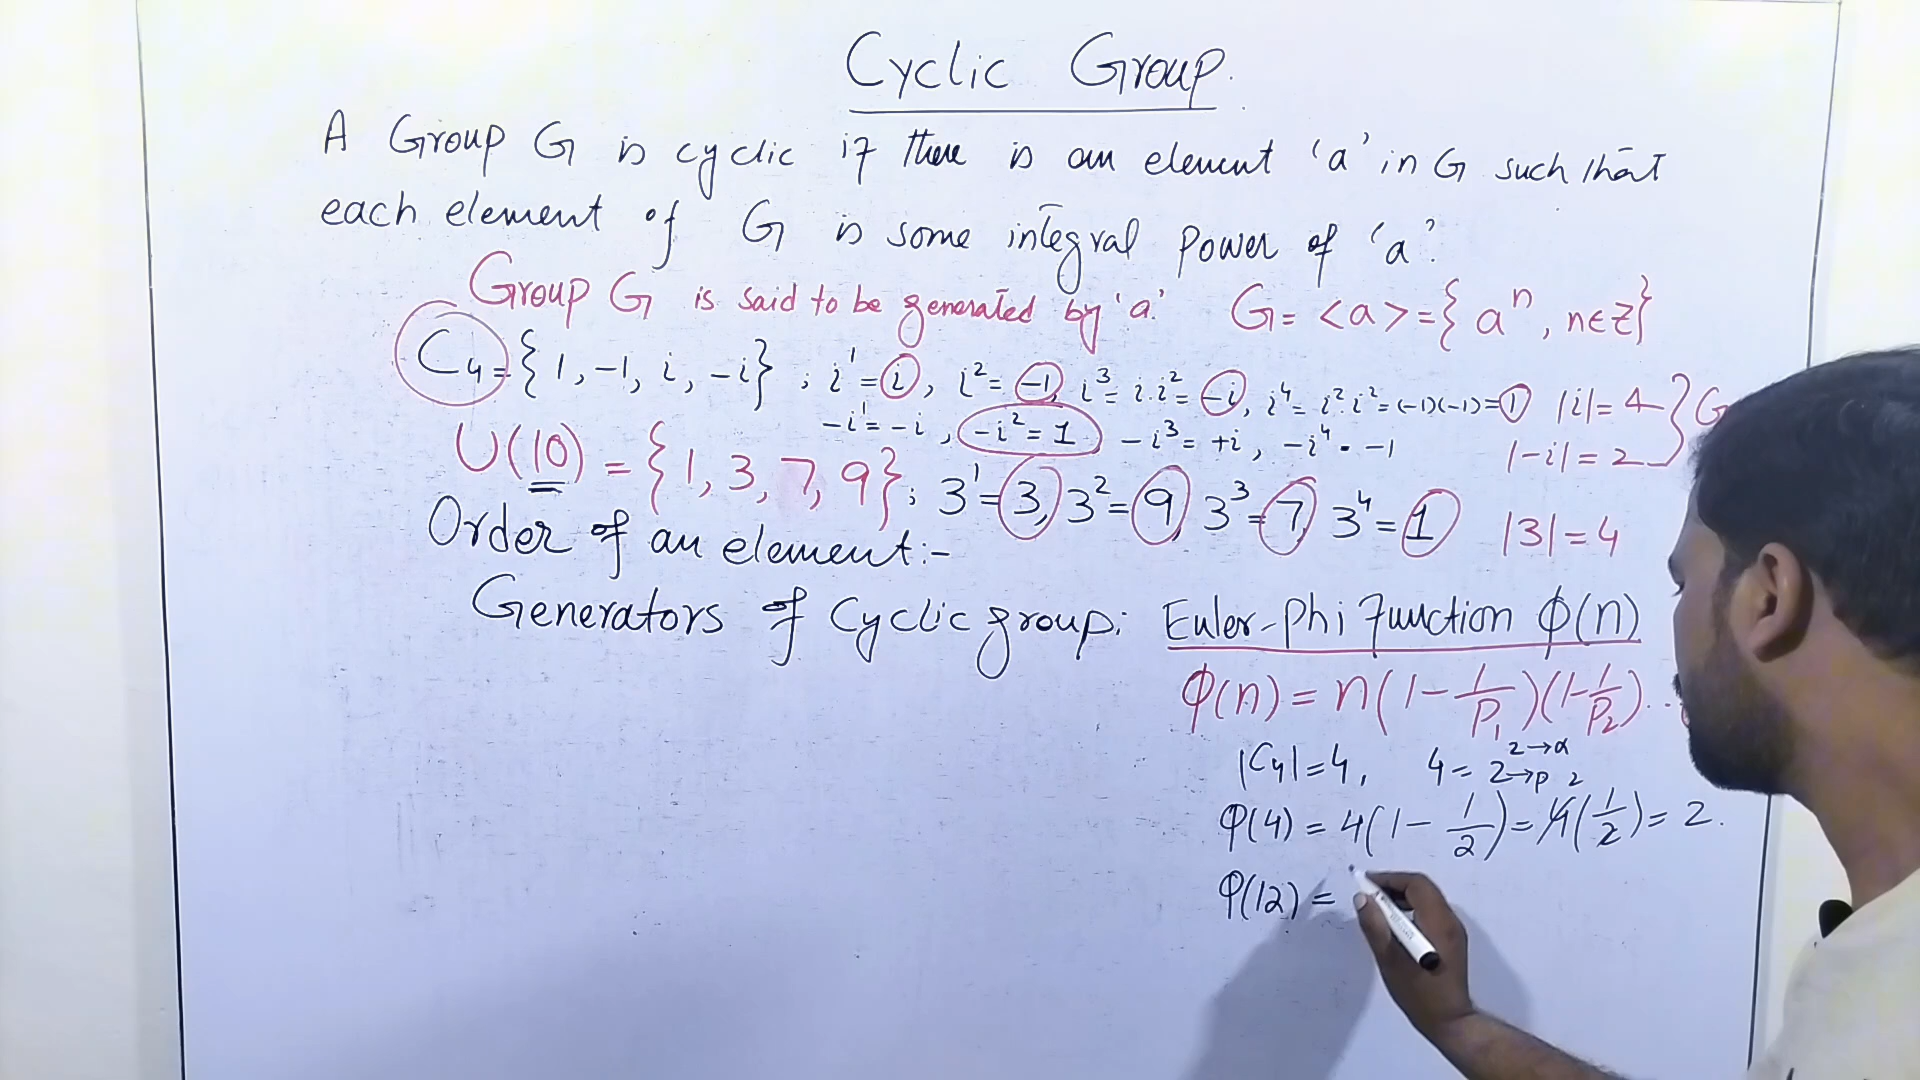 Cyclic Group.
A Group G is cyclic if there is an element 'a' in G such that
each element of G is some integral power of 'a'.
Group G is said to be generated by 'a'. G = <a> = { aⁿ, n∈Z }
C₄ = {1, -1, i, -i} ; i¹ = i, i² = -1, i³ = i.i² = -i, i⁴ = i².i² = (-1)(-1) = 1 |i| = 4 } G
-i¹ = -i, -i² = 1, -i³ = +i, -i⁴ = -1 |-i| = 2
U(10) = {1, 3, 7, 9} ; 3¹ = 3, 3² = 9, 3³ = 7, 3⁴ = 1 |3| = 4
Order of an element:-
Generators of Cyclic group: Euler-Phi Function Φ(n)
Φ(n) = n(1 - 1/P₁)(1 - 1/P₂) ...
|C₄| = 4, 4 = 2 →P 2→α 2
φ(4) = 4(1 - 1/2) = 4(1/2) = 2.
φ(12) =